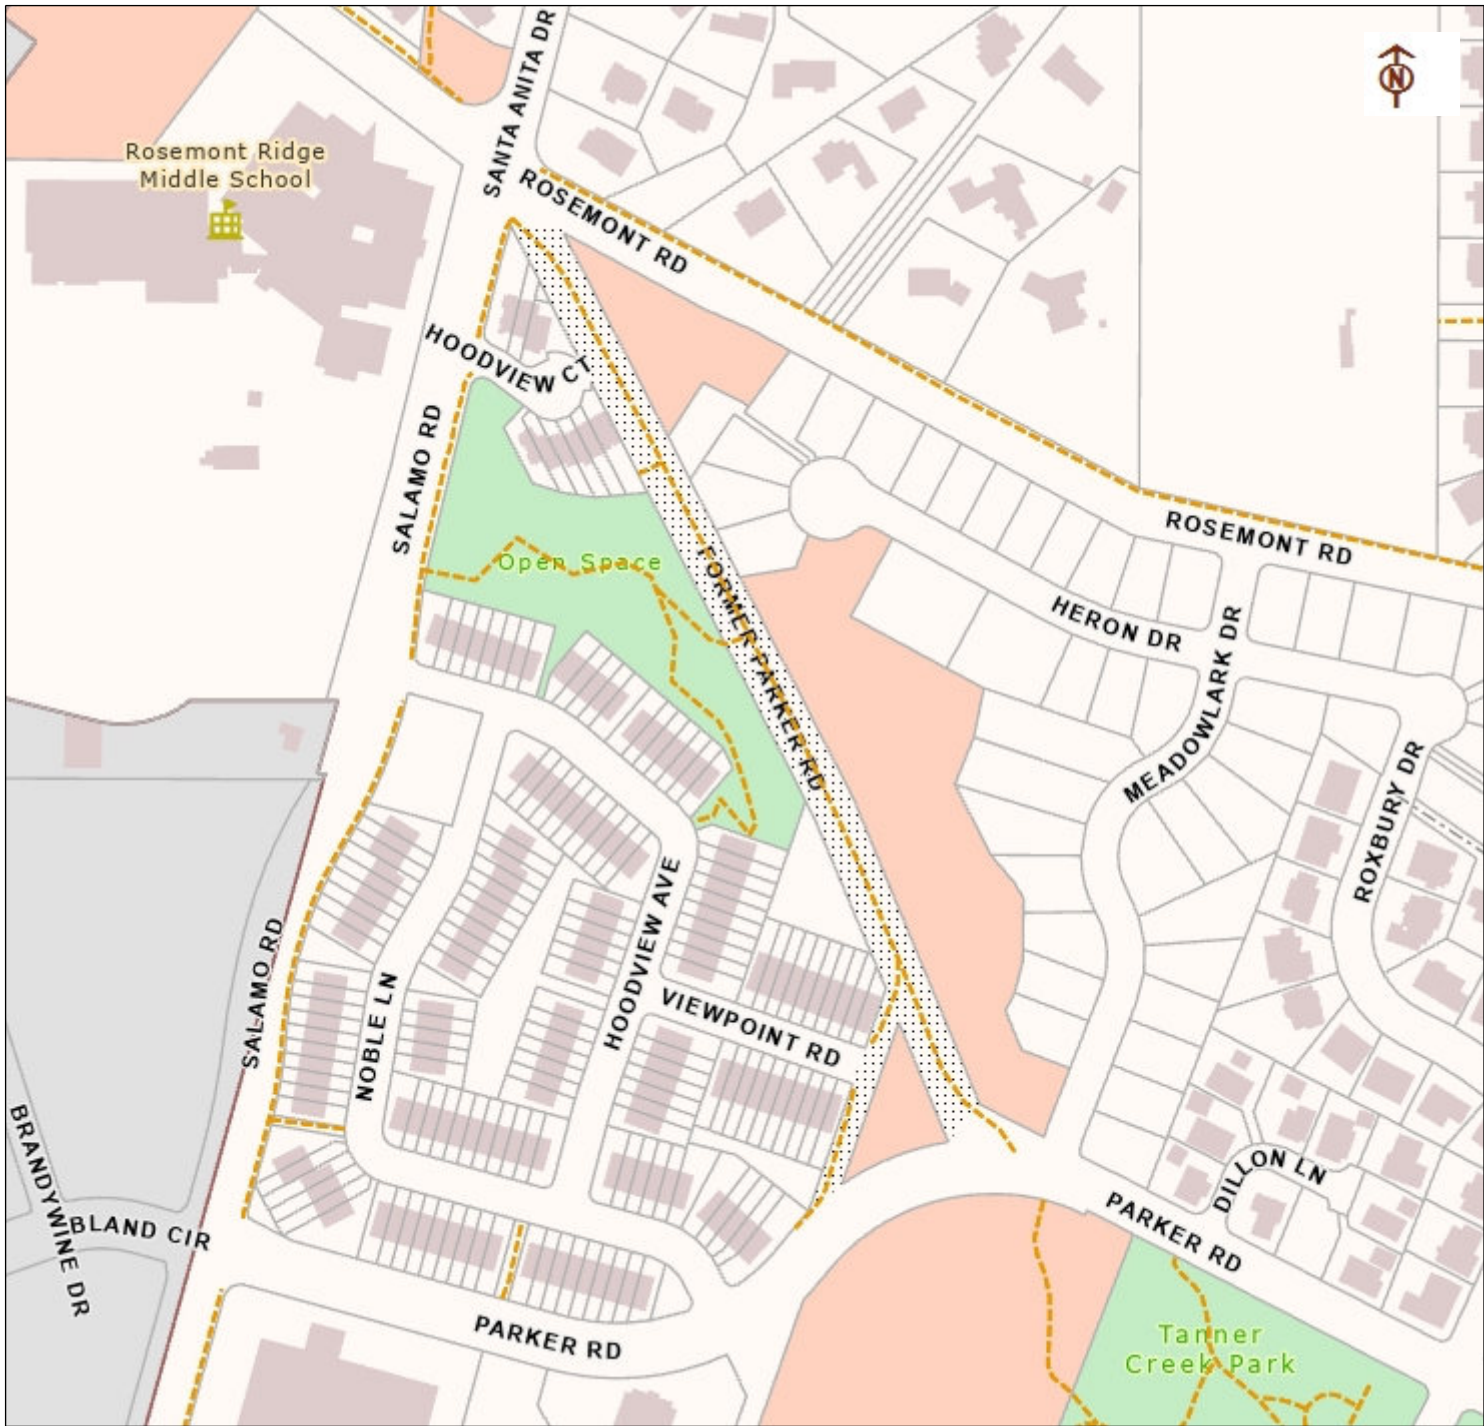 SANTA ANITA DR
N
Rosemont Ridge
Middle School
ROSEMONT RD
HOODVIEW CT
SALAMO RD
ROSEMONT RD
Open Space
FORMER PARKER RD
HERON DR
MEADOWLARK DR
ROXBURY DR
HOODVIEW AVE
SALAMO RD
NOBLE LN
VIEWPOINT RD
BRANDYWINE DR
BLAND CIR
DILLON LN
PARKER RD
PARKER RD
Tanner
Creek Park